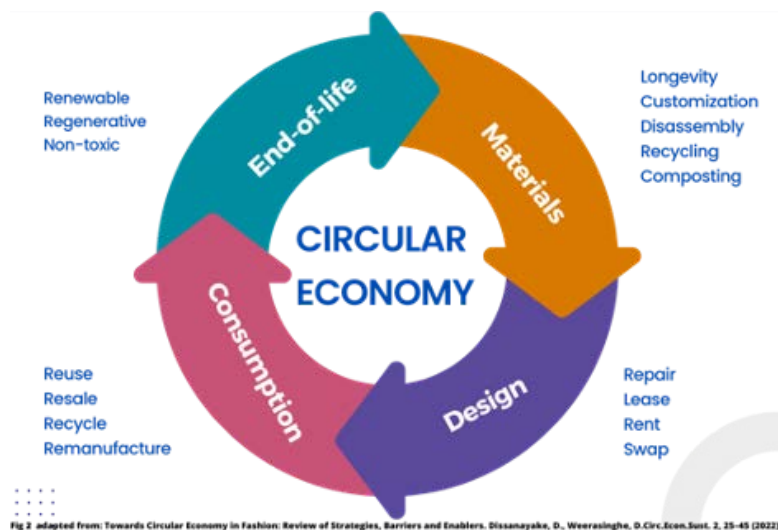 End-of-life
Materials
Renewable
Regenerative
Non-toxic
Longevity
Customization
Disassembly
Recycling
Composting
CIRCULAR
ECONOMY
Consumption
Design
Reuse
Resale
Recycle
Remanufacture
Repair
Lease
Rent
Swap
Fig 2 adapted from: Towards Circular Economy in Fashion: Review of Strategies, Barriers and Enablers. Dissanayake, D., Weerasinghe, D.Circ.Econ.Sust. 2, 25–45 (2022)